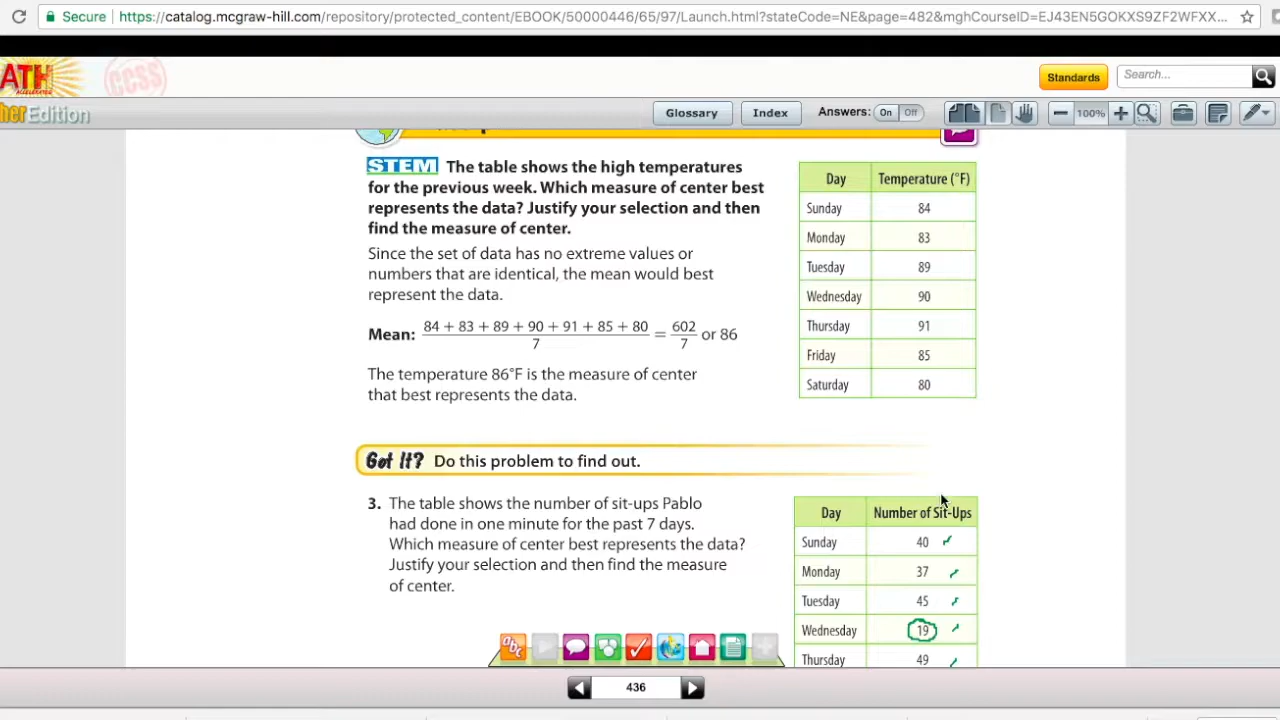 Secure
https://catalog.mcgraw-hill.com/repository/protected_content/EBOOK/50000446/65/97/Launch.html?stateCode=NE&page=482&mghCourseID=EJ43EN5GOKXS9ZF2WFXX...
ATH
ACCELERATED
CCSS
Standards
Search...
her Edition
Glossary
Index
Answers: On Off
100%
STEM The table shows the high temperatures
for the previous week. Which measure of center best
represents the data? Justify your selection and then
find the measure of center.
Since the set of data has no extreme values or
numbers that are identical, the mean would best
represent the data.
Mean: 84 + 83 + 89 + 90 + 91 + 85 + 80 / 7 = 602 / 7 or 86
The temperature 86°F is the measure of center
that best represents the data.
Day Temperature (°F)
Sunday 84
Monday 83
Tuesday 89
Wednesday 90
Thursday 91
Friday 85
Saturday 80
Got It? Do this problem to find out.
3. The table shows the number of sit-ups Pablo
had done in one minute for the past 7 days.
Which measure of center best represents the data?
Justify your selection and then find the measure
of center.
Day Number of Sit-Ups
Sunday 40
Monday 37
Tuesday 45
Wednesday 19
Thursday 49
abc
436